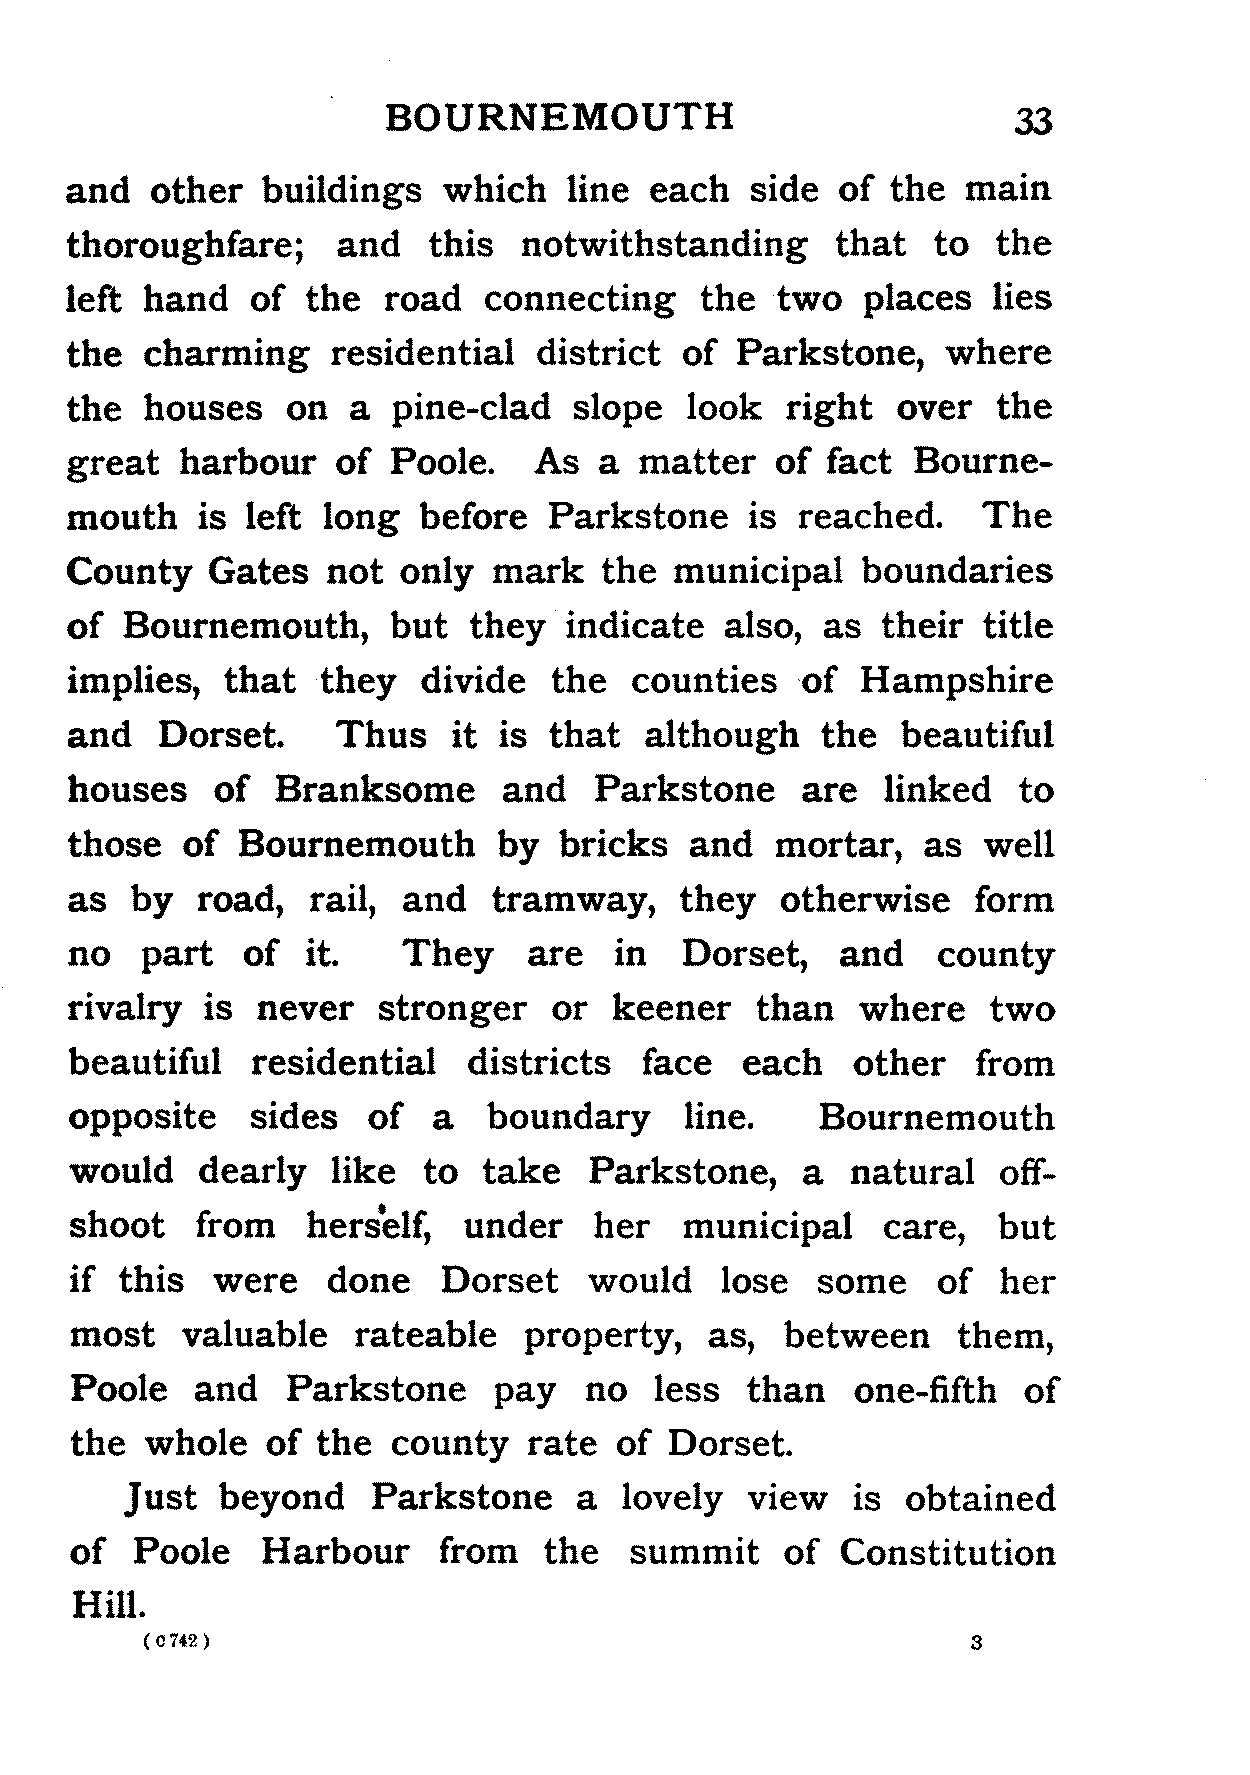 BOURNEMOUTH 33
and other buildings which line each side of the main
thoroughfare; and this notwithstanding that to the
left hand of the road connecting the two places lies
the charming residential district of Parkstone, where
the houses on a pine-clad slope look right over the
great harbour of Poole. As a matter of fact Bourne-
mouth is left long before Parkstone is reached. The
County Gates not only mark the municipal boundaries
of Bournemouth, but they indicate also, as their title
implies, that they divide the counties of Hampshire
and Dorset. Thus it is that although the beautiful
houses of Branksome and Parkstone are linked to
those of Bournemouth by bricks and mortar, as well
as by road, rail, and tramway, they otherwise form
no part of it. They are in Dorset, and county
rivalry is never stronger or keener than where two
beautiful residential districts face each other from
opposite sides of a boundary line. Bournemouth
would dearly like to take Parkstone, a natural off-
shoot from herself, under her municipal care, but
if this were done Dorset would lose some of her
most valuable rateable property, as, between them,
Poole and Parkstone pay no less than one-fifth of
the whole of the county rate of Dorset.
Just beyond Parkstone a lovely view is obtained
of Poole Harbour from the summit of Constitution
Hill.
(C 742) 3